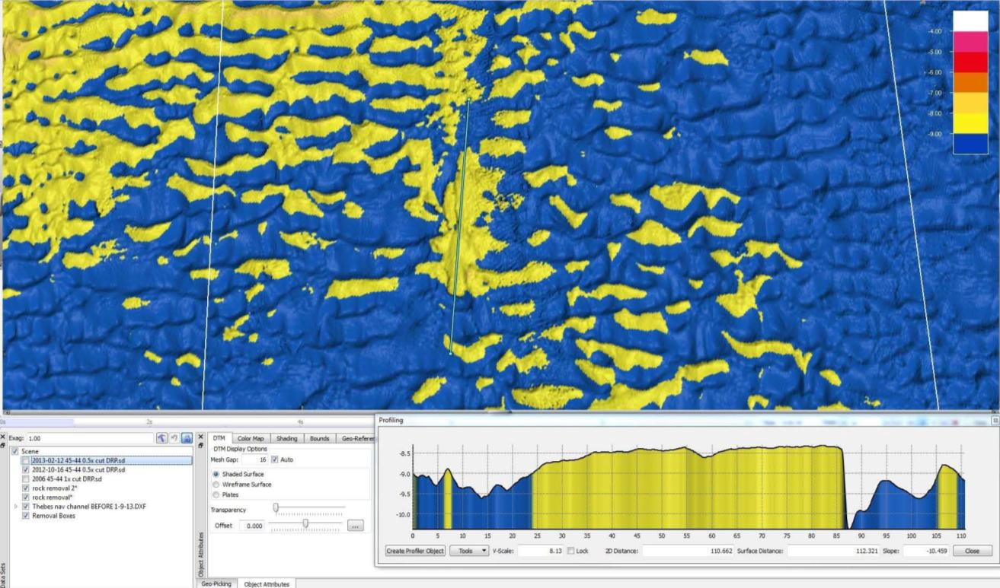 -4.00
-5.00
-6.00
-7.00
-8.00
-9.00
0s 2s 4s
Profiling
Exag: 1.00
Scene
2013-02-12 45-44 0.5x cut DRP.sd
2012-10-16 45-44 0.5x cut DRP.sd
2006 45-44 1x cut DRP.sd
rock removal 2*
rock removal*
Thebes nav channel BEFORE 1-9-13.DXF
Removal Boxes
Data Sets
DTM Color Map Shading Bounds Geo-Referen
DTM Display Options
Mesh Gap: 16 Auto
Shaded Surface
Wireframe Surface
Plates
Transparency
Offset 0.000 ...
Object Attributes
Geo-Picking Object Attributes
-8.5
-9.0
-9.5
-10.0
0 5 10 15 20 25 30 35 40 45 50 55 60 65 70 75 80 85 90 95 100 105 110
Create Profiler Object Tools V-Scale: 8.13 Lock 2D Distance: 110.662 Surface Distance: 112.321 Slope: -10.459 Close